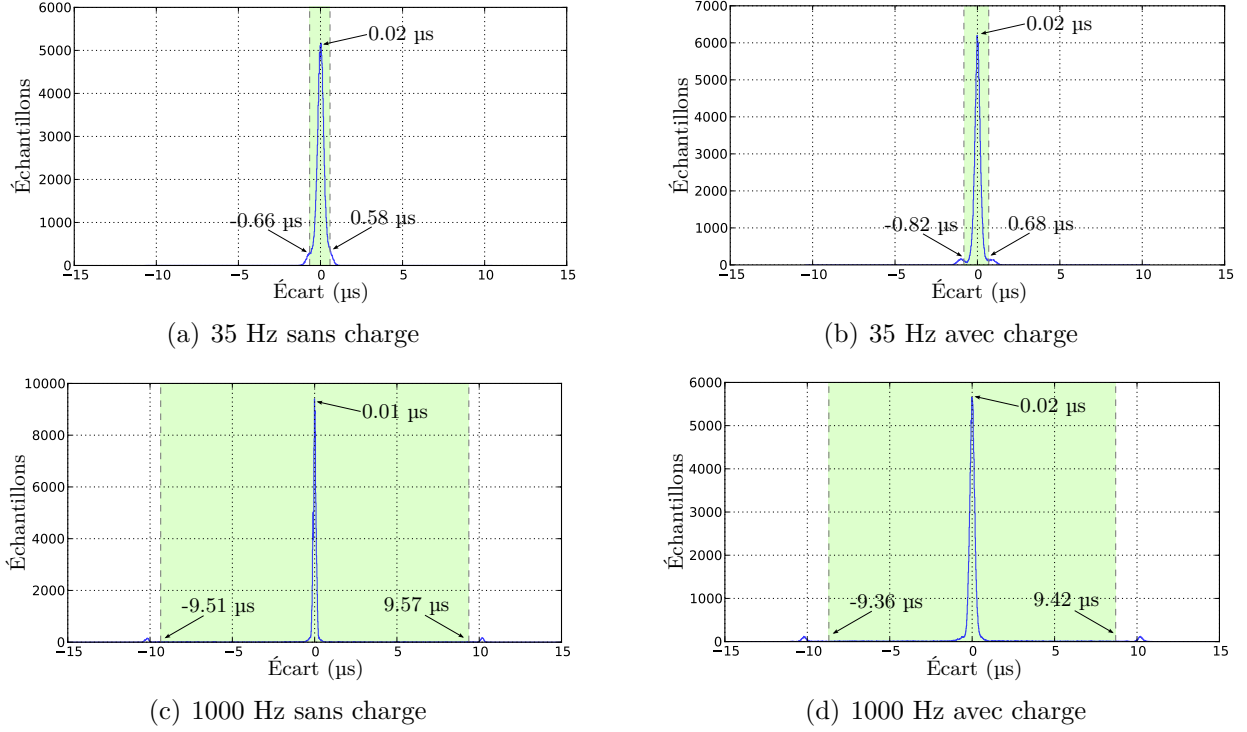 6000
5000
4000
3000
2000
1000
0
Échantillons
0.02 µs
-0.66 µs
0.58 µs
−15
−10
−5
0
5
10
15
Écart (µs)
(a) 35 Hz sans charge
7000
6000
5000
4000
3000
2000
1000
0
Échantillons
0.02 µs
-0.82 µs
0.68 µs
−15
−10
−5
0
5
10
15
Écart (µs)
(b) 35 Hz avec charge
10000
8000
6000
4000
2000
0
Échantillons
0.01 µs
-9.51 µs
9.57 µs
−15
−10
−5
0
5
10
15
Écart (µs)
(c) 1000 Hz sans charge
6000
5000
4000
3000
2000
1000
0
Échantillons
0.02 µs
-9.36 µs
9.42 µs
−15
−10
−5
0
5
10
15
Écart (µs)
(d) 1000 Hz avec charge